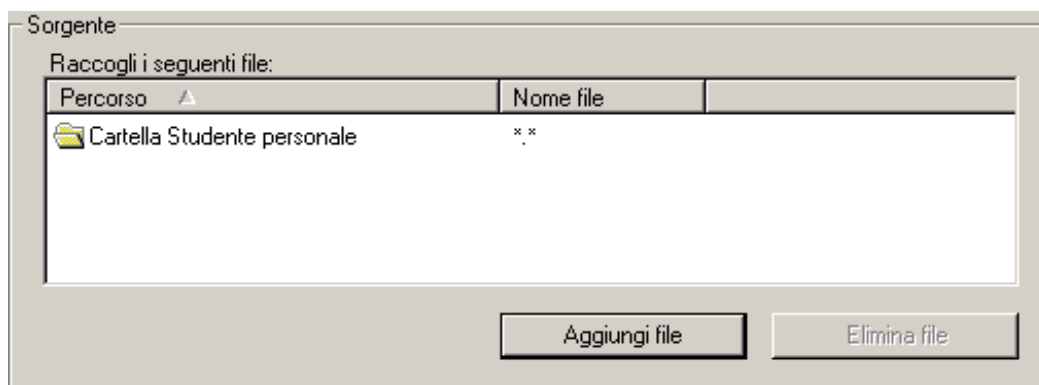 Sorgente
Raccogli i seguenti file:
Percorso Nome file
Cartella Studente personale *.*
Aggiungi file Elimina file